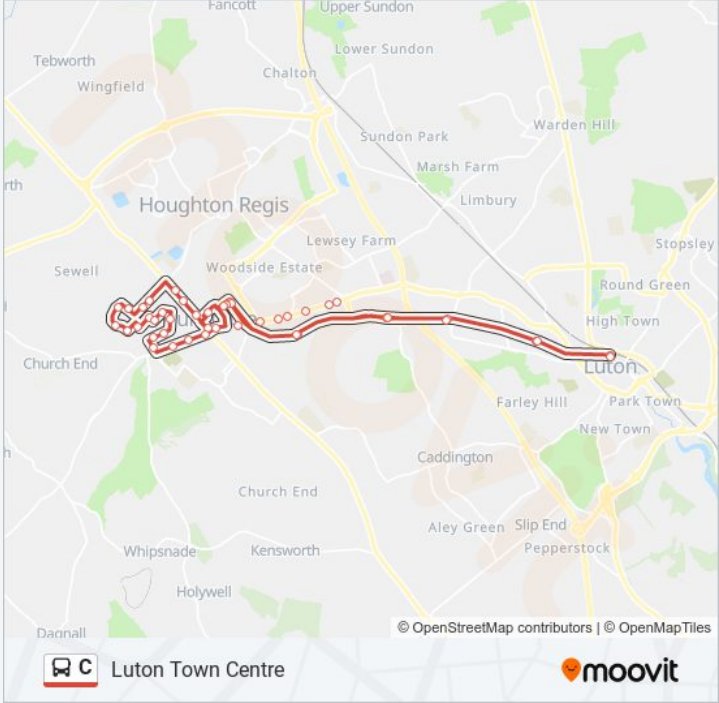 Fancott
Upper Sundon
Lower Sundon
Tebworth
Chalton
Wingfield
Warden Hill
Sundon Park
Marsh Farm
rth
Limbury
Houghton Regis
Lewsey Farm
Stopsley
Sewell
Woodside Estate
Round Green
High Town
Church End
Luton
Park Town
Farley Hill
New Town
Caddington
h
Church End
Aley Green
Slip End
Pepperstock
Whipsnade
Kensworth
Holywell
Dagnall
© OpenStreetMap contributors | © OpenMapTiles
C Luton Town Centre
moovit